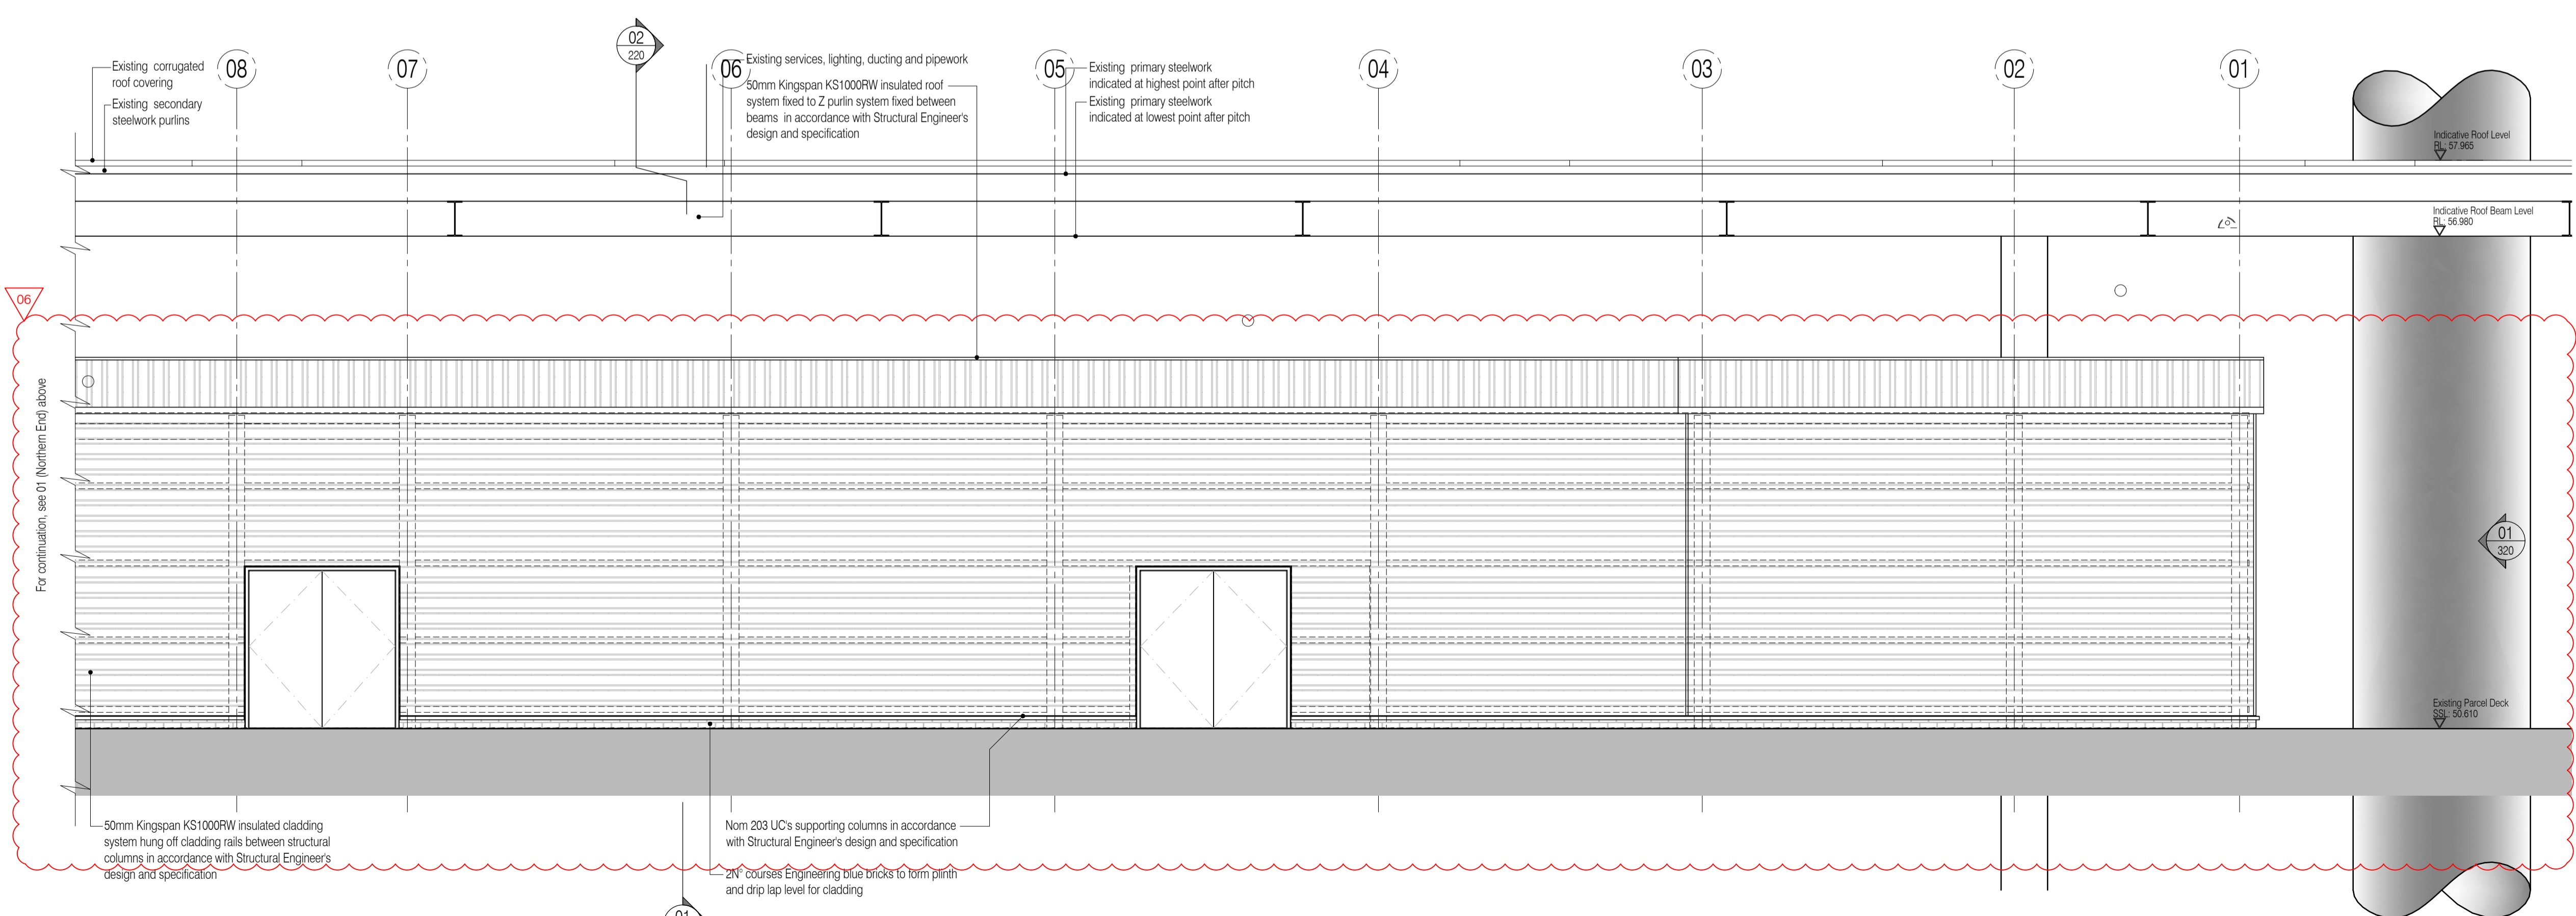 02
220
08
07
06
05
04
03
02
01
Existing corrugated
roof covering
Existing secondary
steelwork purlins
Existing services, lighting, ducting and pipework
50mm Kingspan KS1000RW insulated roof
system fixed to Z purlin system fixed between
beams in accordance with Structural Engineer's
design and specification
Existing primary steelwork
indicated at highest point after pitch
Existing primary steelwork
indicated at lowest point after pitch
Indicative Roof Level
RL: 57.965
Indicative Roof Beam Level
RL: 56.980
06
For continuation, see 01 (Northern End) above
01
320
Existing Parcel Deck
SSL: 50.610
50mm Kingspan KS1000RW insulated cladding
system hung off cladding rails between structural
columns in accordance with Structural Engineer's
design and specification
Nom 203 UC's supporting columns in accordance
with Structural Engineer's design and specification
2N° courses Engineering blue bricks to form plinth
and drip lap level for cladding
01